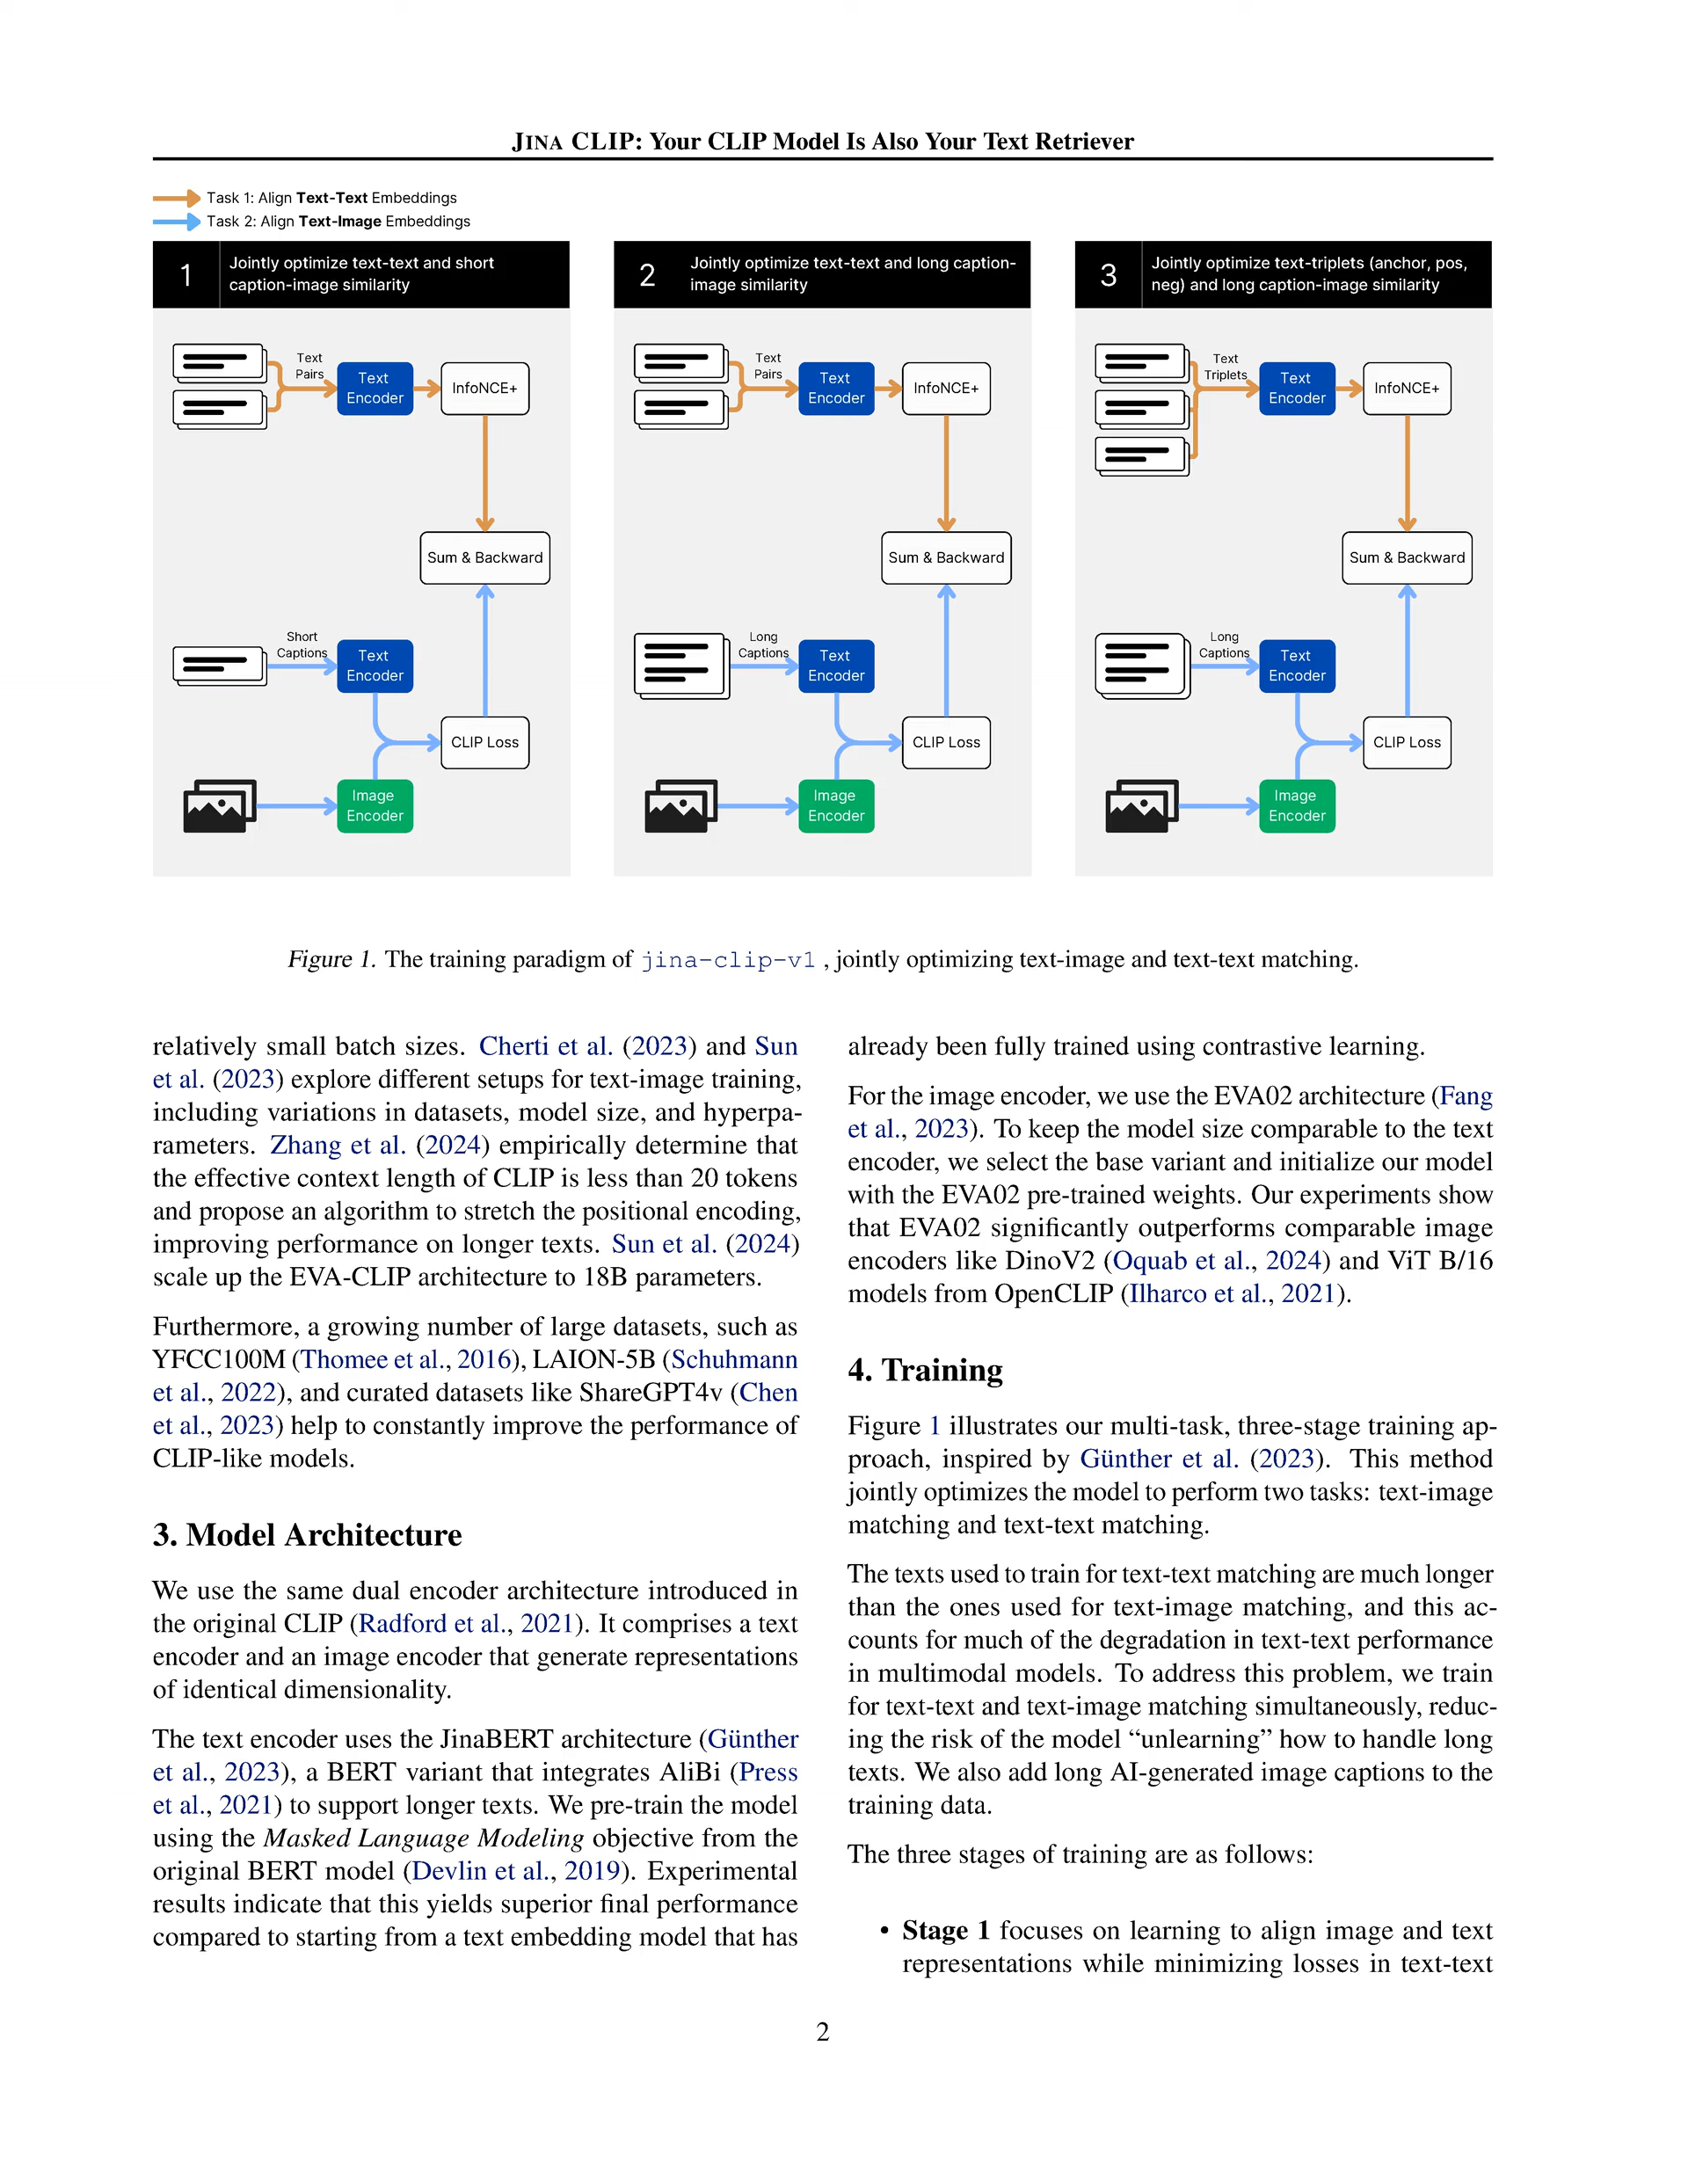 JINA CLIP: Your CLIP Model Is Also Your Text Retriever
Task 1: Align Text-Text Embeddings
Task 2: Align Text-Image Embeddings
1
Jointly optimize text-text and short
caption-image similarity
Text
Pairs
Text
Encoder
InfoNCE+
Sum & Backward
Short
Captions
Text
Encoder
CLIP Loss
Image
Encoder
2
Jointly optimize text-text and long caption-
image similarity
Text
Pairs
Text
Encoder
InfoNCE+
Sum & Backward
Long
Captions
Text
Encoder
CLIP Loss
Image
Encoder
3
Jointly optimize text-triplets (anchor, pos,
neg) and long caption-image similarity
Text
Triplets
Text
Encoder
InfoNCE+
Sum & Backward
Long
Captions
Text
Encoder
CLIP Loss
Image
Encoder
Figure 1. The training paradigm of jina-clip-v1 , jointly optimizing text-image and text-text matching.
relatively small batch sizes. Cherti et al. (2023) and Sun
et al. (2023) explore different setups for text-image training,
including variations in datasets, model size, and hyperpa-
rameters. Zhang et al. (2024) empirically determine that
the effective context length of CLIP is less than 20 tokens
and propose an algorithm to stretch the positional encoding,
improving performance on longer texts. Sun et al. (2024)
scale up the EVA-CLIP architecture to 18B parameters.
Furthermore, a growing number of large datasets, such as
YFCC100M (Thomee et al., 2016), LAION-5B (Schuhmann
et al., 2022), and curated datasets like ShareGPT4v (Chen
et al., 2023) help to constantly improve the performance of
CLIP-like models.
3. Model Architecture
We use the same dual encoder architecture introduced in
the original CLIP (Radford et al., 2021). It comprises a text
encoder and an image encoder that generate representations
of identical dimensionality.
The text encoder uses the JinaBERT architecture (Günther
et al., 2023), a BERT variant that integrates AliBi (Press
et al., 2021) to support longer texts. We pre-train the model
using the Masked Language Modeling objective from the
original BERT model (Devlin et al., 2019). Experimental
results indicate that this yields superior final performance
compared to starting from a text embedding model that has
already been fully trained using contrastive learning.
For the image encoder, we use the EVA02 architecture (Fang
et al., 2023). To keep the model size comparable to the text
encoder, we select the base variant and initialize our model
with the EVA02 pre-trained weights. Our experiments show
that EVA02 significantly outperforms comparable image
encoders like DinoV2 (Oquab et al., 2024) and ViT B/16
models from OpenCLIP (Ilharco et al., 2021).
4. Training
Figure 1 illustrates our multi-task, three-stage training ap-
proach, inspired by Günther et al. (2023). This method
jointly optimizes the model to perform two tasks: text-image
matching and text-text matching.
The texts used to train for text-text matching are much longer
than the ones used for text-image matching, and this ac-
counts for much of the degradation in text-text performance
in multimodal models. To address this problem, we train
for text-text and text-image matching simultaneously, reduc-
ing the risk of the model “unlearning” how to handle long
texts. We also add long AI-generated image captions to the
training data.
The three stages of training are as follows:
• Stage 1 focuses on learning to align image and text
representations while minimizing losses in text-text
2